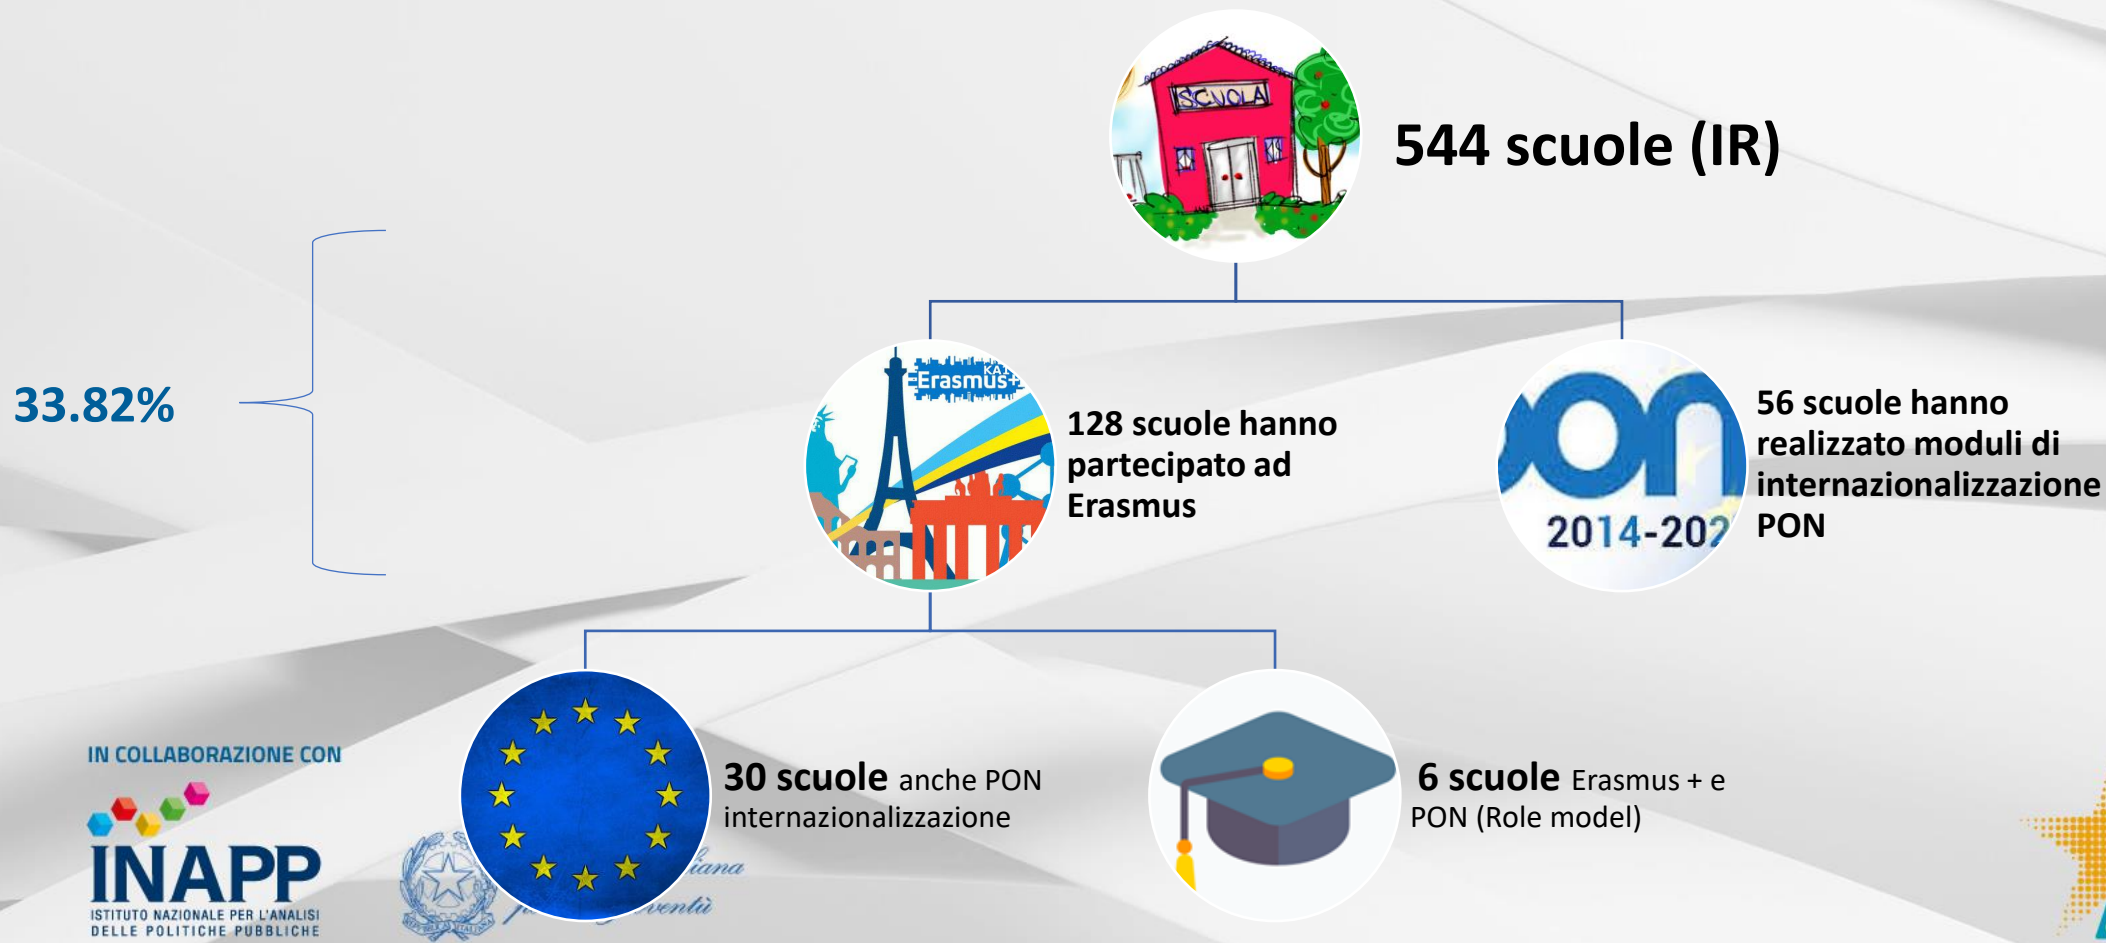 SCUOLA
544 scuole (IR)
33.82%
KA1
Erasmus+
128 scuole hanno
partecipato ad
Erasmus
pon
2014-202
56 scuole hanno
realizzato moduli di
internazionalizzazione
PON
IN COLLABORAZIONE CON
INAPP
ISTITUTO NAZIONALE PER L'ANALISI
DELLE POLITICHE PUBBLICHE
30 scuole anche PON
internazionalizzazione
6 scuole Erasmus + e
PON (Role model)